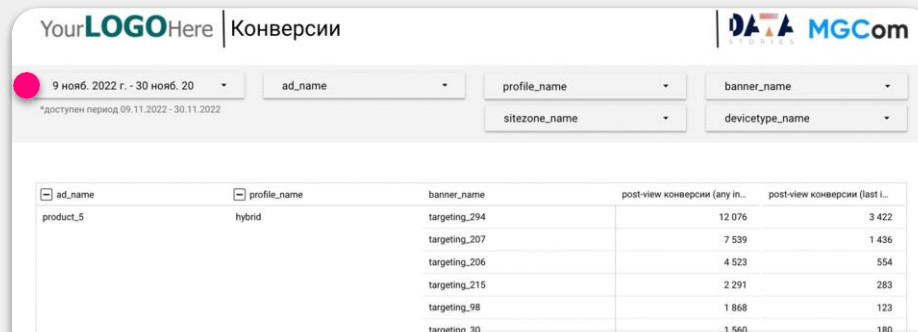 YourLOGOHere Конверсии DATA STORIES MGCom
9 нояб. 2022 г. - 30 нояб. 20 ad_name profile_name banner_name
*доступен период 09.11.2022 - 30.11.2022
sitezone_name devicetype_name
ad_name profile_name banner_name post-view конверсии (any in... post-view конверсии (last i...
product_5 hybrid targeting_294 12 076 3 422
targeting_207 7 539 1 436
targeting_206 4 523 554
targeting_215 2 291 283
targeting_98 1 868 123
targeting_30 1 560 180